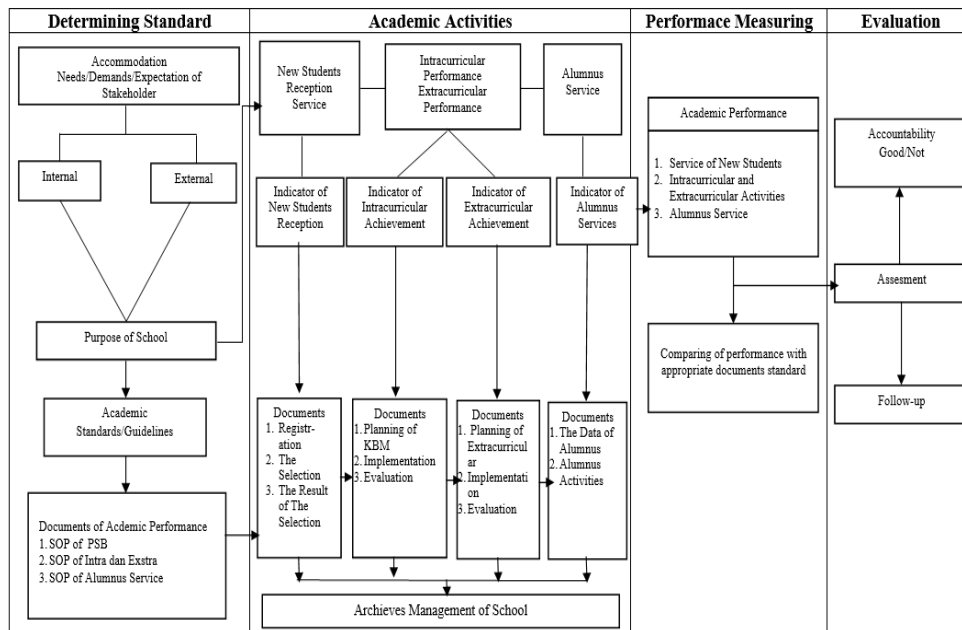 Determining Standard
Academic Activities
Performace Measuring
Evaluation
Accommodation
Needs/Demands/Expectation of
Stakeholder
Internal
External
Purpose of School
Academic
Standards/Guidelines
Documents of Acdemic Performance
1. SOP of PSB
2. SOP of Intra dan Exstra
3. SOP of Alumnus Service
New Students
Reception
Service
Intracurricular
Performance
Extracurricular
Performance
Alumnus
Service
Indicator of
New Students
Reception
Indicator of
Intracurricular
Achievement
Indicator of
Extracurricular
Achievement
Indicator of
Alumnus
Services
Documents
1. Registr-
ation
2. The
Selection
3. The Result
of The
Selection
Documents
1. Planning of
KBM
2. Implementation
3. Evaluation
Documents
1. Planning of
Extracurricu
lar
2. Implementati
on
3. Evaluation
Documents
1. The Data of
Alumnus
2. Alumnus
Activities
Archieves Management of School
Academic Performance
1. Service of New Students
2. Intracurricular and
Extracurricular Activities
3. Alumnus Service
Comparing of performance with
appropriate documents standard
Accountability
Good/Not
Assesment
Follow-up